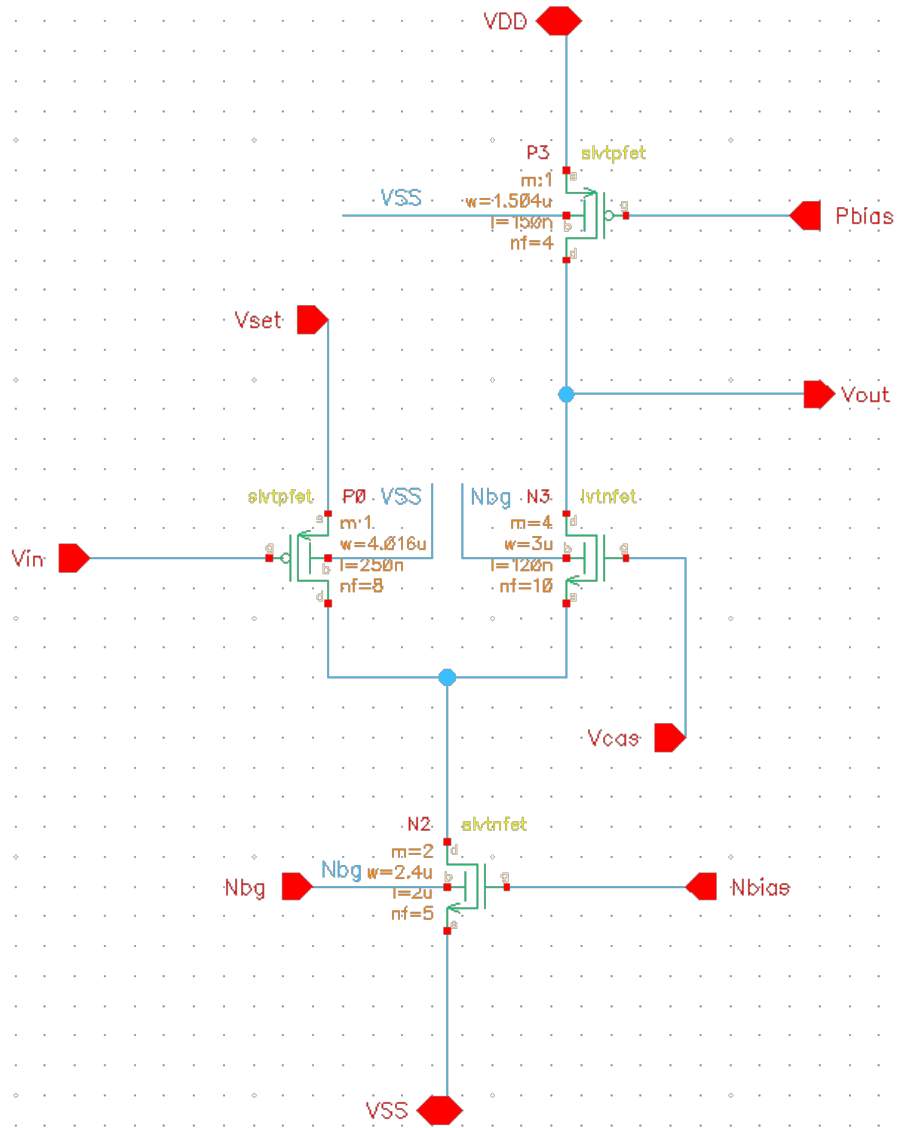 VDD
P3 slvtpfet
s
m:1
VSS w=1.504u g
b l=150n
nf=4 d
Pbias
Vset
Vout
slvtpfet P0 VSS Nbg N3 lvtnfet
s m:1 m=4 d
Vin g w=4.016u w=3u g
b l=250n b l=120n
d nf=8 nf=10 s
Vcas
N2 slvtnfet
m=2 d
Nbg Nbg w=2.4u b g Nbias
l=2u
nf=5 s
VSS